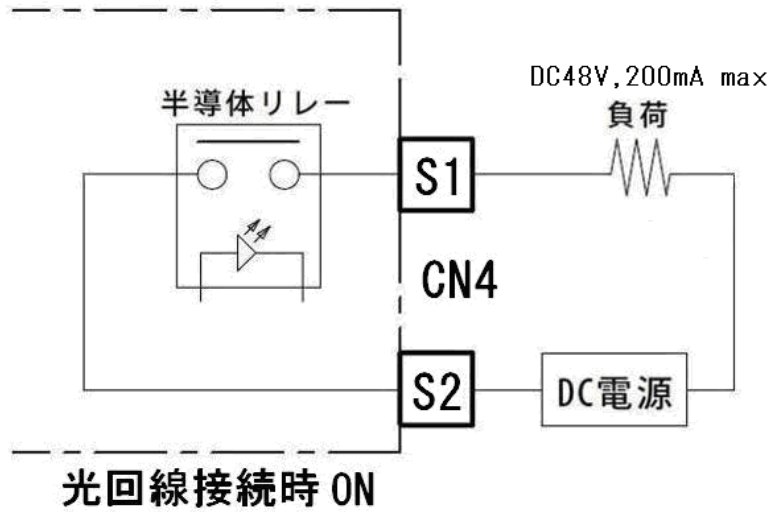 DC48V,200mA max
半導体リレー
負荷
S1
CN4
S2
DC電源
光回線接続時 ON